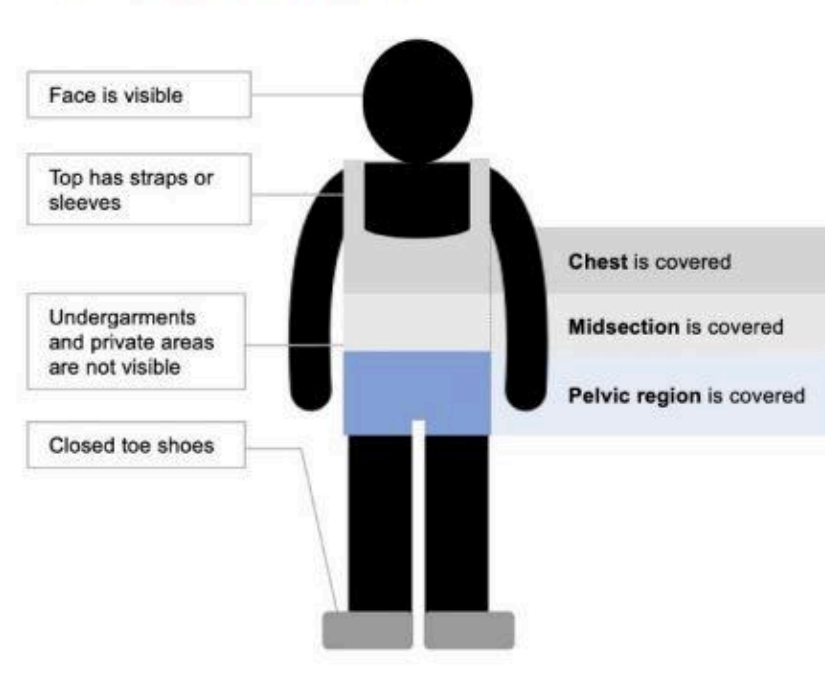 Face is visible
Top has straps or
sleeves
Chest is covered
Undergarments
and private areas
are not visible
Midsection is covered
Pelvic region is covered
Closed toe shoes